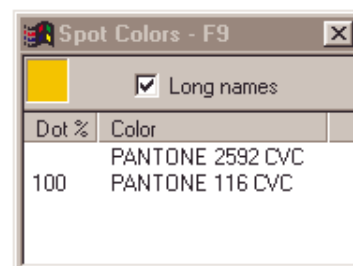 Spot Colors - F9
Long names
Dot % Color
PANTONE 2592 CVC
100 PANTONE 116 CVC